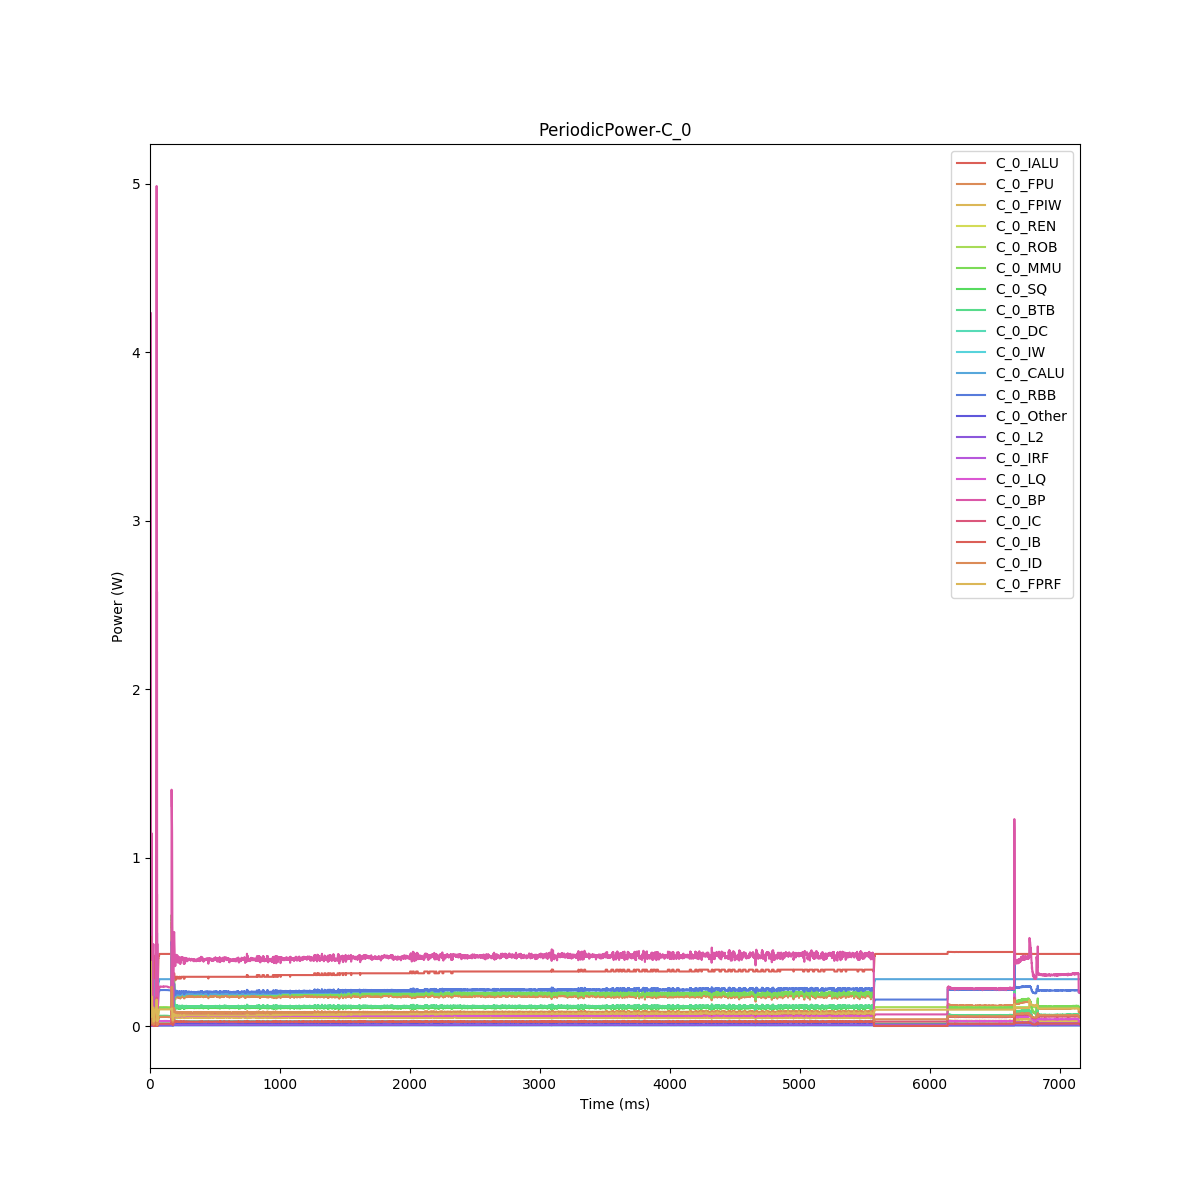 PeriodicPower-C_0
Power (W)
5
4
3
2
1
0
0 1000 2000 3000 4000 5000 6000 7000
Time (ms)
C_0_IALU
C_0_FPU
C_0_FPIW
C_0_REN
C_0_ROB
C_0_MMU
C_0_SQ
C_0_BTB
C_0_DC
C_0_IW
C_0_CALU
C_0_RBB
C_0_Other
C_0_L2
C_0_IRF
C_0_LQ
C_0_BP
C_0_IC
C_0_IB
C_0_ID
C_0_FPRF